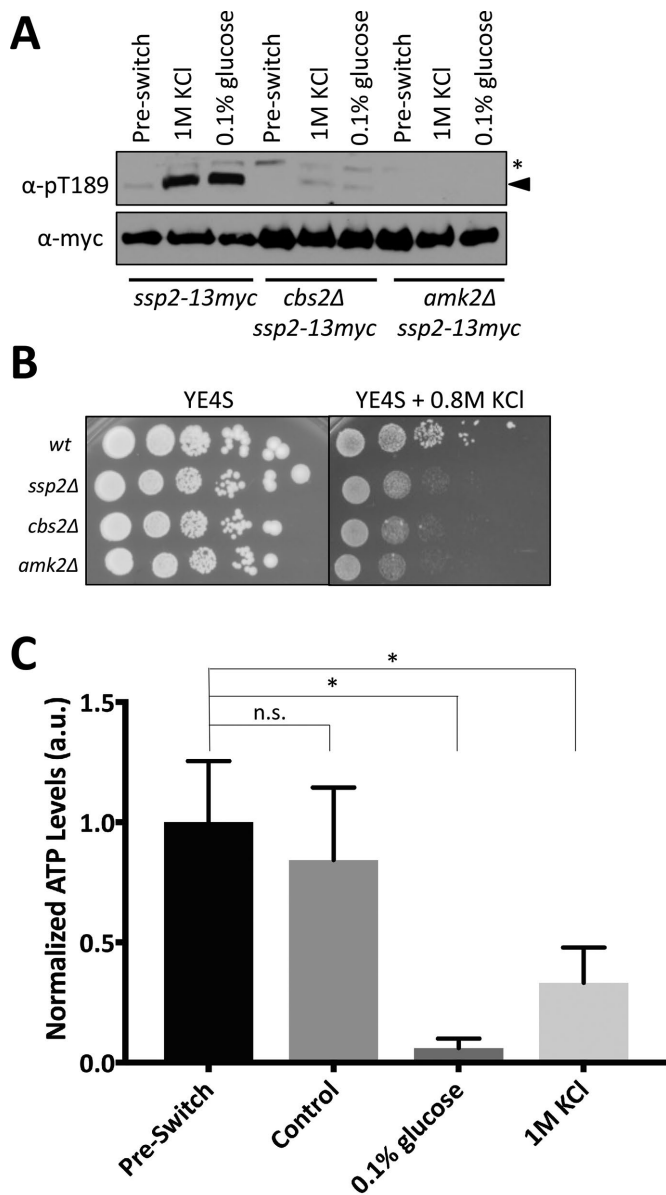 A
Pre-switch
1M KCl
0.1% glucose
Pre-switch
1M KCl
0.1% glucose
Pre-switch
1M KCl
0.1% glucose
α-pT189
*
α-myc
ssp2-13myc
cbs2Δ
ssp2-13myc
amk2Δ
ssp2-13myc
B
YE4S
YE4S + 0.8M KCl
wt
ssp2Δ
cbs2Δ
amk2Δ
C
*
*
n.s.
Normalized ATP Levels (a.u.)
1.5
1.0
0.5
0.0
Pre-Switch
Control
0.1% glucose
1M KCl